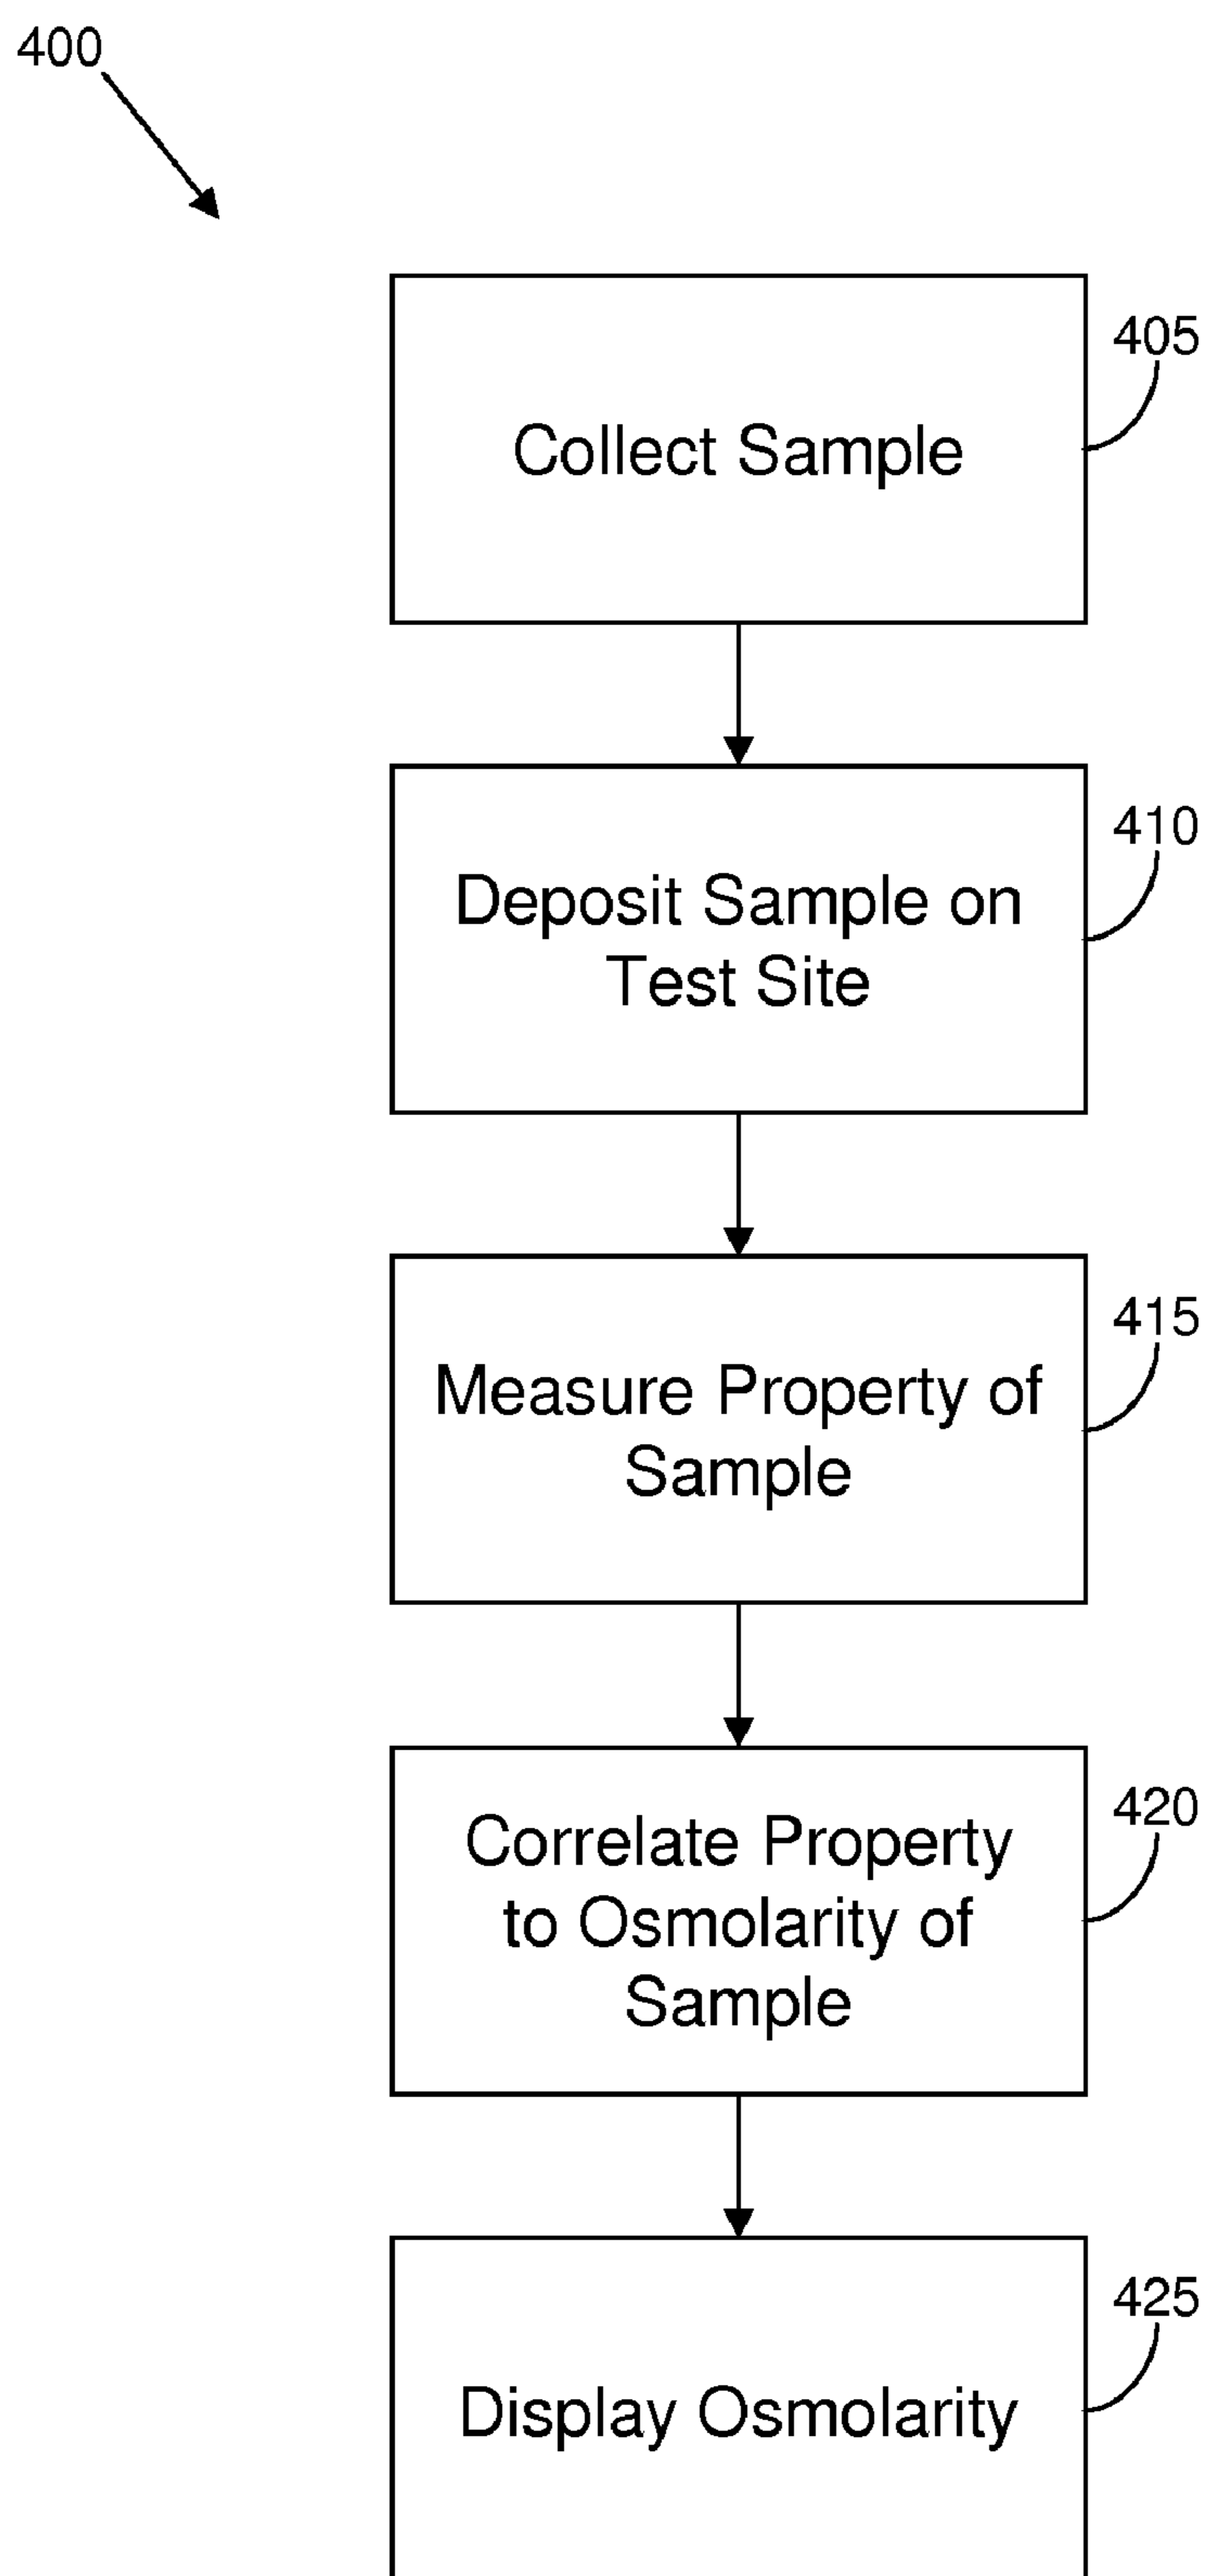 400
405
Collect Sample
410
Deposit Sample on
Test Site
415
Measure Property of
Sample
420
Correlate Property
to Osmolarity of
Sample
425
Display Osmolarity